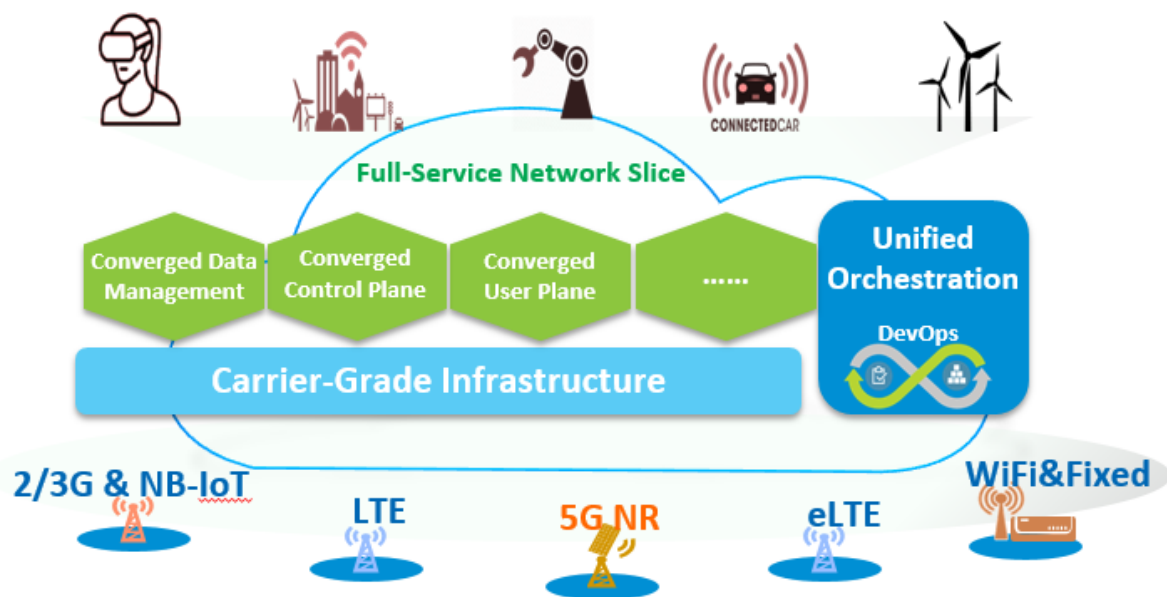 CONNECTEDCAR
Full-Service Network Slice
Converged Data
Management
Converged
Control Plane
Converged
User Plane
......
Unified
Orchestration
DevOps
Carrier-Grade Infrastructure
2/3G & NB-IoT
LTE
5G NR
eLTE
WiFi&Fixed